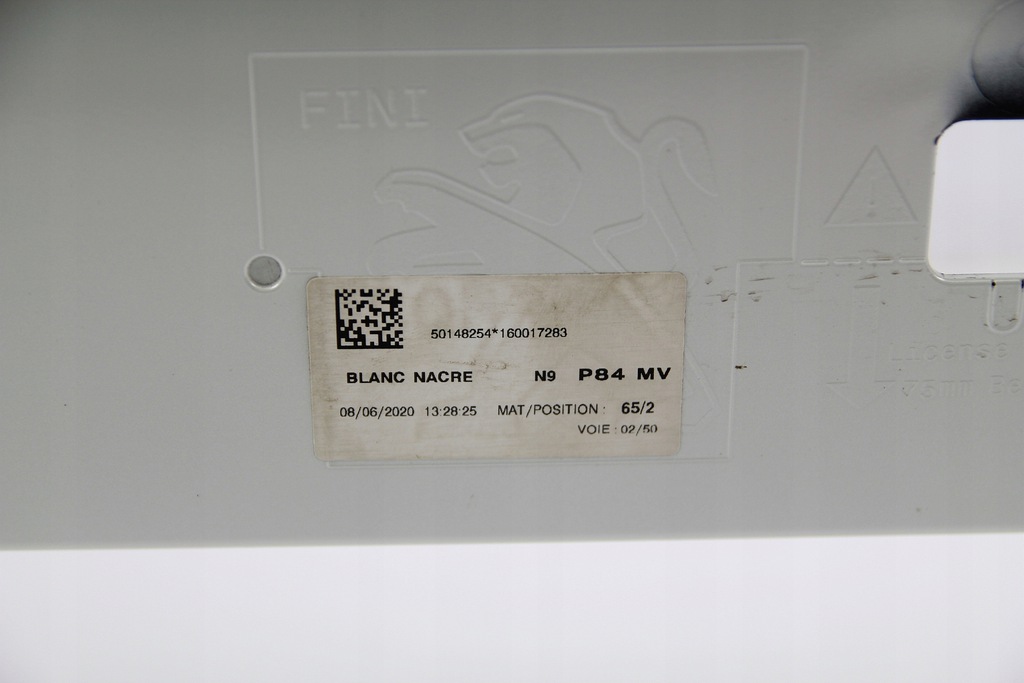 FINI
50148254*160017283
BLANC NACRE N9 P84 MV
08/06/2020 13:28:25 MAT/POSITION : 65/2
VOIE : 02/50
License